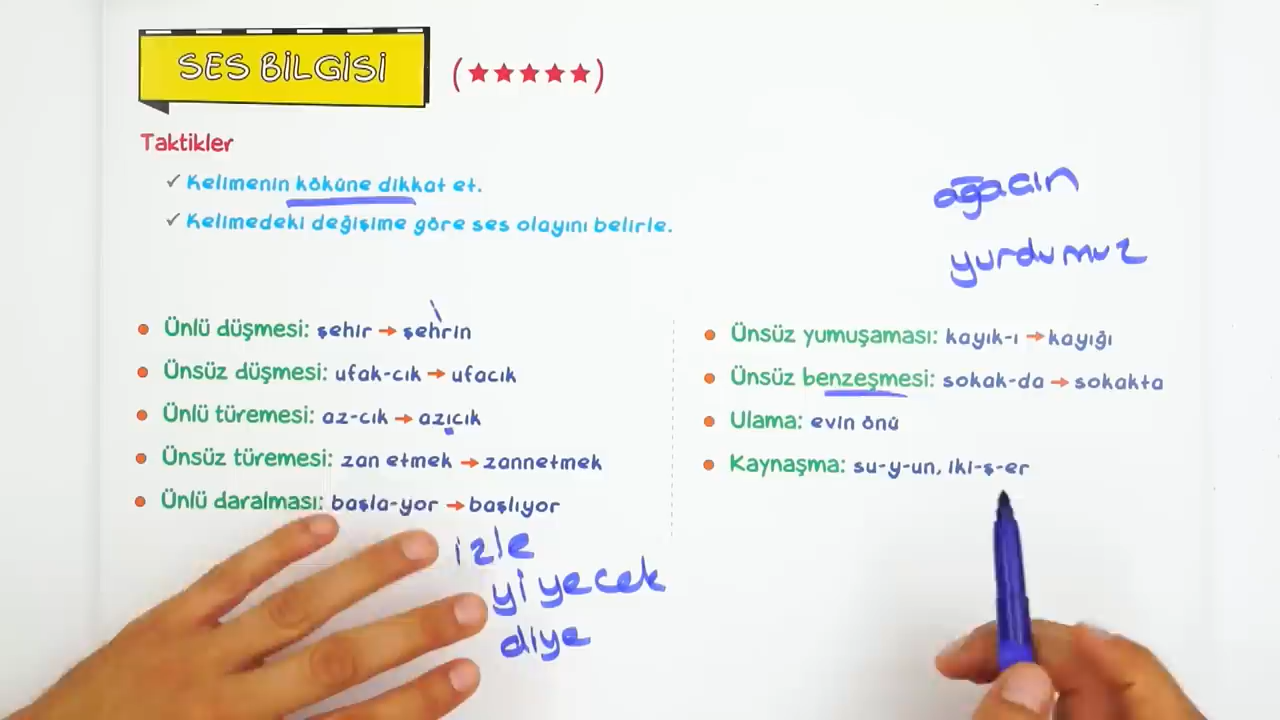 SES BİLGİSİ (★★★★★)
Taktikler
✓ Kelimenin köküne dikkat et.
✓ Kelimedeki değişime göre ses olayını belirle.
ağacın
yurdumuz
• Ünlü düşmesi: şehir → şehrin
• Ünsüz düşmesi: ufak-cık → ufacık
• Ünlü türemesi: az-cık → azıcık
• Ünsüz türemesi: zan etmek → zannetmek
• Ünlü daralması: başla-yor → başlıyor
izle
yiyecek
diye
• Ünsüz yumuşaması: kayık-ı → kayığı
• Ünsüz benzeşmesi: sokak-da → sokakta
• Ulama: evin önü
• Kaynaşma: su-y-un, iki-ş-er